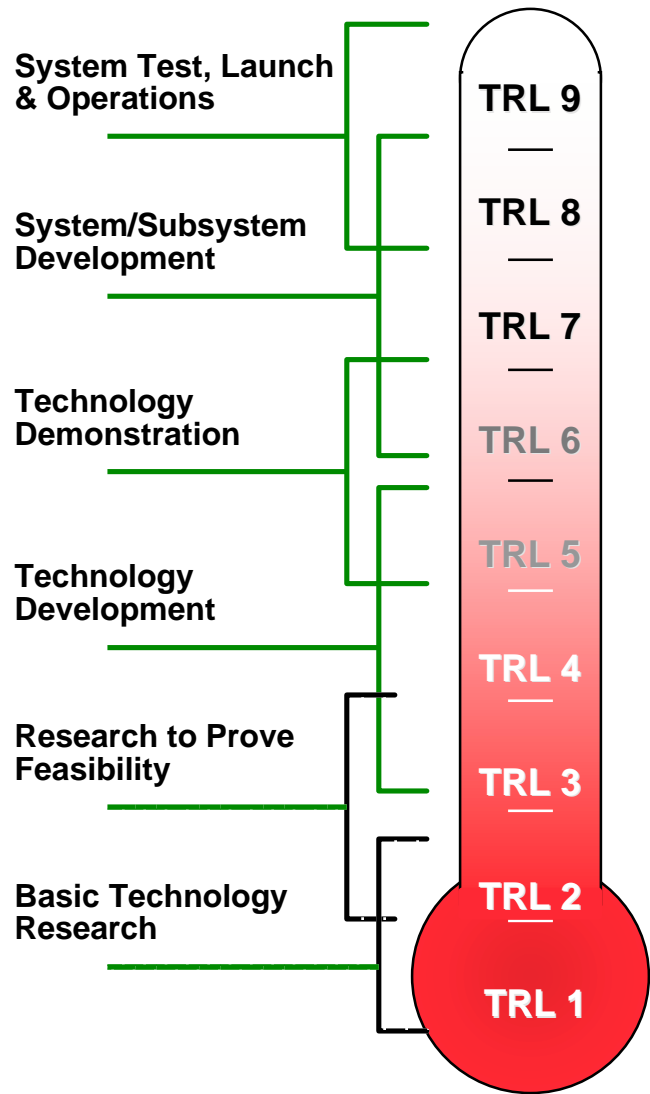 System Test, Launch
& Operations
System/Subsystem
Development
Technology
Demonstration
Technology
Development
Research to Prove
Feasibility
Basic Technology
Research
TRL 9
TRL 8
TRL 7
TRL 6
TRL 5
TRL 4
TRL 3
TRL 2
TRL 1